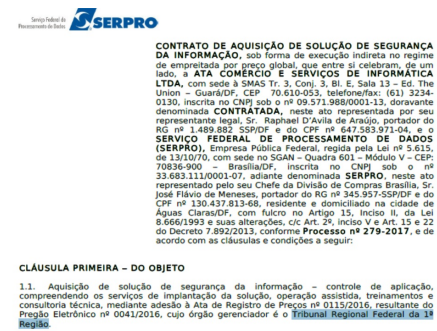 Serviço Federal de
Processamento de Dados
SERPRO
CONTRATO DE AQUISIÇÃO DE SOLUÇÃO DE SEGURANÇA
DA INFORMAÇÃO, sob forma de execução indireta no regime
de empreitada por preço global, que entre si celebram, de um
lado, a ATA COMÉRCIO E SERVIÇOS DE INFORMÁTICA
LTDA, com sede à SMAS Tr. 3, Conj. 3, Bl. E, Sala 13 – Ed. The
Union – Guará/DF, CEP 70.610-053, telefone/fax: (61) 3234-
0130, inscrita no CNPJ sob o nº 09.571.988/0001-13, doravante
denominada CONTRATADA, neste ato representada por seu
representante legal, Sr. Raphael D’Avila de Araújo, portador do
RG nº 1.489.882 SSP/DF e do CPF nº 647.583.971-04, e o
SERVIÇO FEDERAL DE PROCESSAMENTO DE DADOS
(SERPRO), Empresa Pública Federal, regida pela Lei nº 5.615,
de 13/10/70, com sede no SGAN – Quadra 601 – Módulo V – CEP:
70836-900 – Brasília/DF, inscrita no CNPJ sob o nº
33.683.111/0001-07, adiante denominada SERPRO, neste ato
representado pelo seu Chefe da Divisão de Compras Brasília, Sr.
José Flávio de Meneses, portador do RG nº 345.957-SSP/DF e do
CPF nº 130.437.813-68, residente e domiciliado na cidade de
Águas Claras/DF, com fulcro no Artigo 15, Inciso II, da Lei
8.666/1993 e suas alterações, c/c Art. 2º, inciso V e Art. 15 e 22
do Decreto 7.892/2013, conforme Processo nº 279-2017, e de
acordo com as cláusulas e condições a seguir:
CLÁUSULA PRIMEIRA – DO OBJETO
1.1. Aquisição de solução de segurança da informação – controle de aplicação,
compreendendo os serviços de implantação da solução, operação assistida, treinamentos e
consultoria técnica, mediante adesão à Ata de Registro de Preços nº 0115/2016, resultante do
Pregão Eletrônico nº 0041/2016, cujo órgão gerenciador é o Tribunal Regional Federal da 1ª
Região.